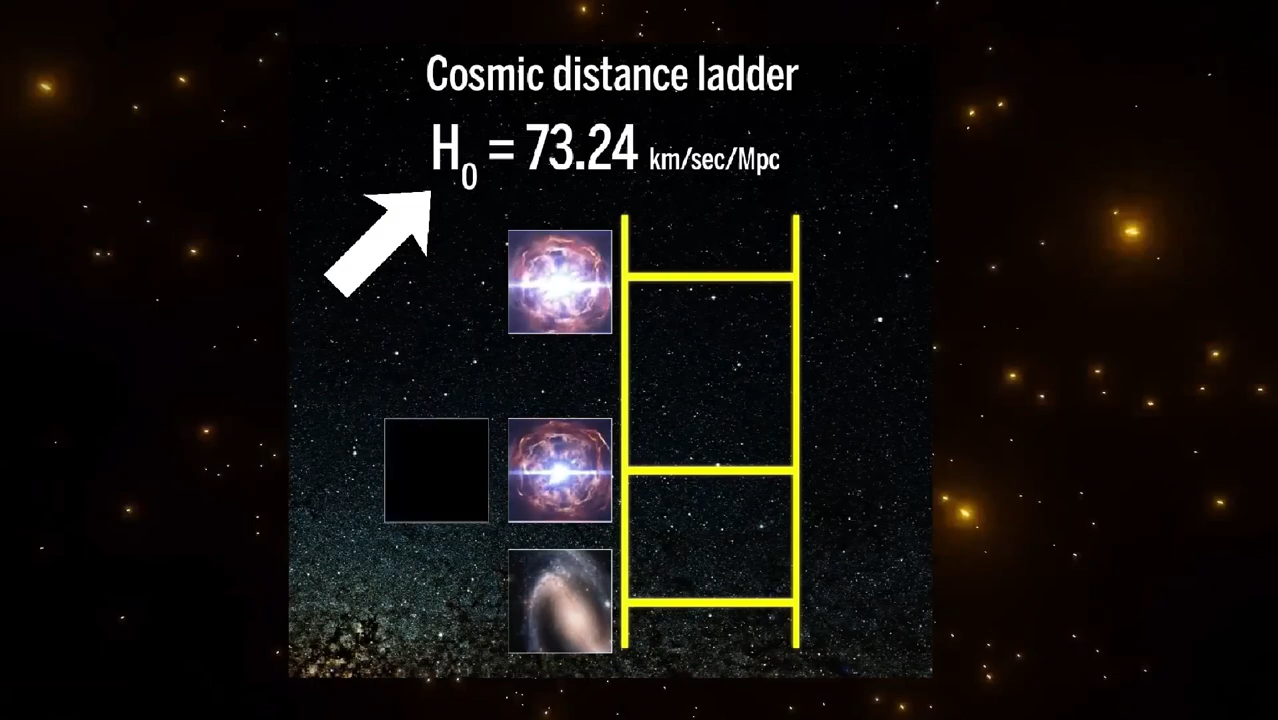 Cosmic distance ladder
H₀ = 73.24 km/sec/Mpc